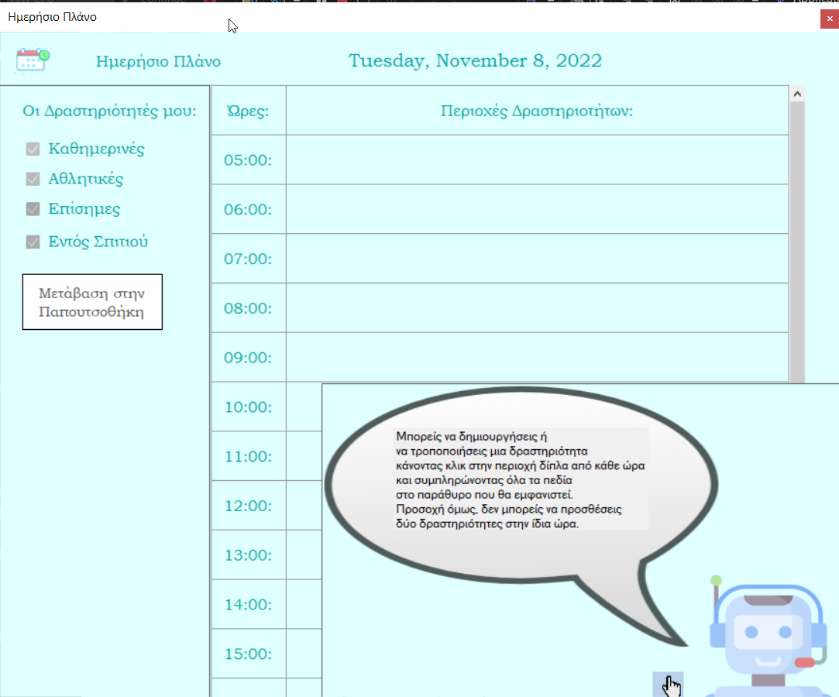 Ημερήσιο Πλάνο
Ημερήσιο Πλάνο
Tuesday, November 8, 2022
Οι Δραστηριότητές μου:
Καθημερινές
Αθλητικές
Επίσημες
Εντός Σπιτιού
Μετάβαση στην
Παπουτσοθήκη
Ώρες:
Περιοχές Δραστηριοτήτων:
05:00:
06:00:
07:00:
08:00:
09:00:
10:00:
11:00:
12:00:
13:00:
14:00:
15:00:
Μπορείς να δημιουργήσεις ή
να τροποποιήσεις μια δραστηριότητα
κάνοντας κλικ στην περιοχή δίπλα από κάθε ώρα
και συμπληρώνοντας όλα τα πεδία
στο παράθυρο που θα εμφανιστεί.
Προσοχή όμως, δεν μπορείς να προσθέσεις
δύο δραστηριότητες στην ίδια ώρα.